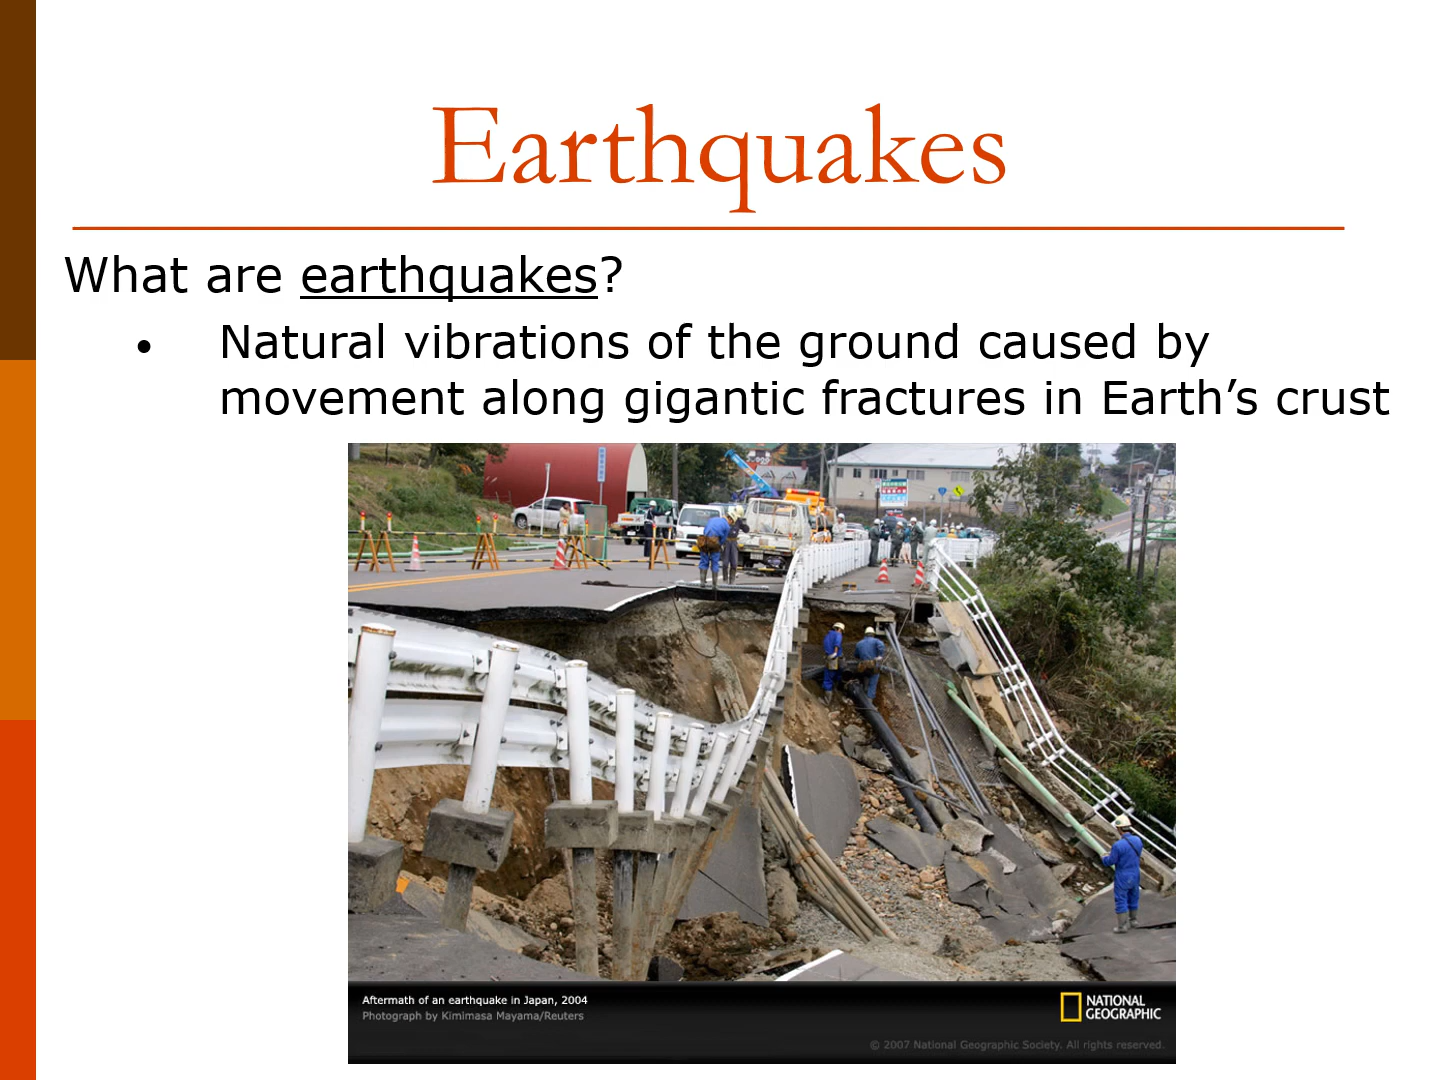 Earthquakes
What are earthquakes?
• Natural vibrations of the ground caused by
movement along gigantic fractures in Earth’s crust
Aftermath of an earthquake in Japan, 2004
Photograph by Kimimasa Mayama/Reuters
NATIONAL
GEOGRAPHIC
© 2007 National Geographic Society. All rights reserved.